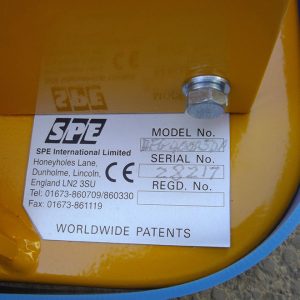 SPE
SPE International Limited
Honeyholes Lane,
Dunholme, Lincoln,
England LN2 3SU
Tel: 01673-860709/860330
Fax: 01673-861119
CE
MODEL No.
SERIAL No.
28217
REGD. No.
WORLDWIDE PATENTS